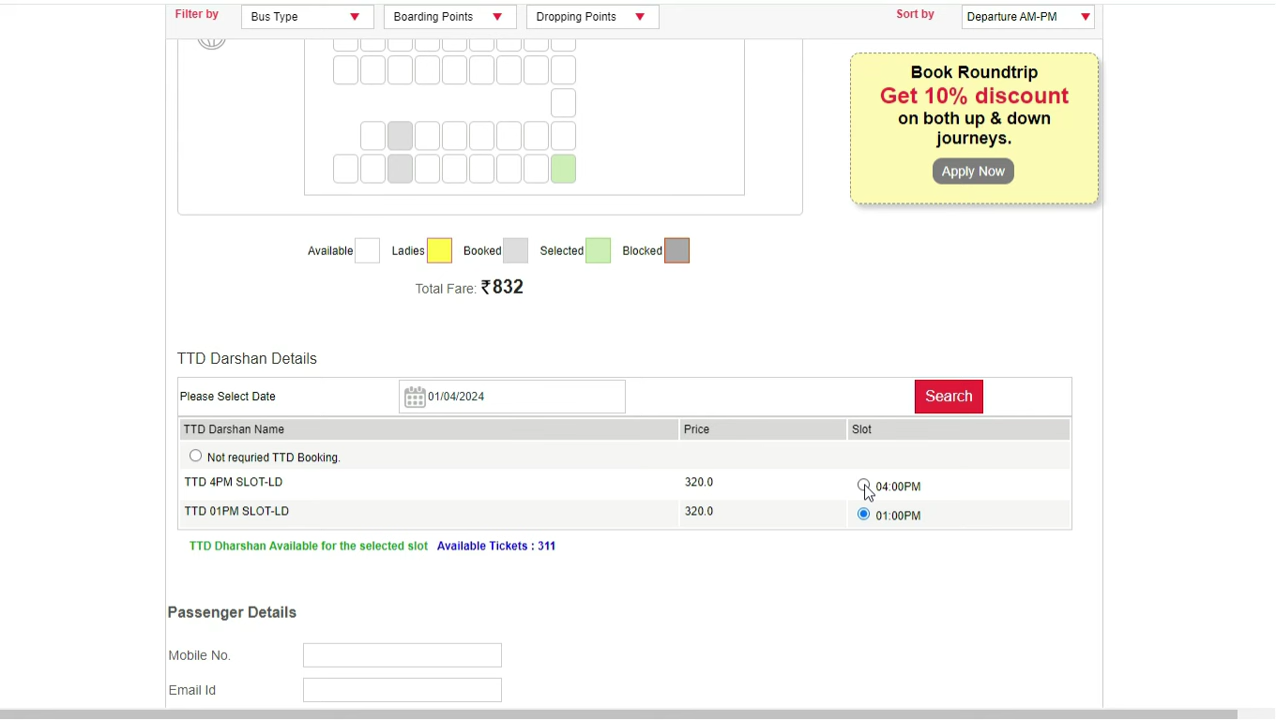 Filter by Bus Type Boarding Points Dropping Points Sort by Departure AM-PM
Book Roundtrip
Get 10% discount
on both up & down
journeys.
Apply Now
Available Ladies Booked Selected Blocked
Total Fare: ₹832
TTD Darshan Details
Please Select Date 01/04/2024 Search
TTD Darshan Name Price Slot
Not requried TTD Booking.
TTD 4PM SLOT-LD 320.0 04:00PM
TTD 01PM SLOT-LD 320.0 01:00PM
TTD Dharshan Available for the selected slot Available Tickets : 311
Passenger Details
Mobile No.
Email Id